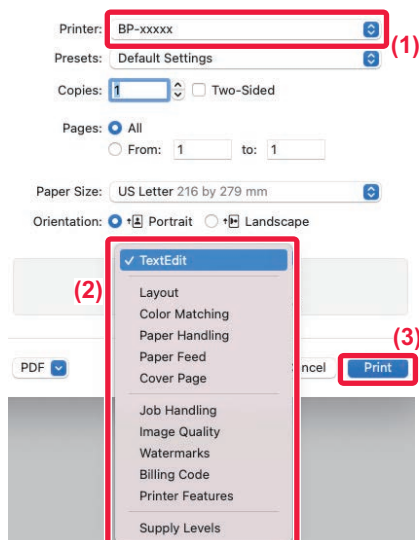 Printer: BP-xxxxx
(1)
Presets: Default Settings
Copies: 1 Two-Sided
Pages: All
From: 1 to: 1
Paper Size: US Letter 216 by 279 mm
Orientation: Portrait Landscape
(2)
✓ TextEdit
Layout
Color Matching
Paper Handling
Paper Feed
Cover Page
(3)
PDF ncel Print
Job Handling
Image Quality
Watermarks
Billing Code
Printer Features
Supply Levels